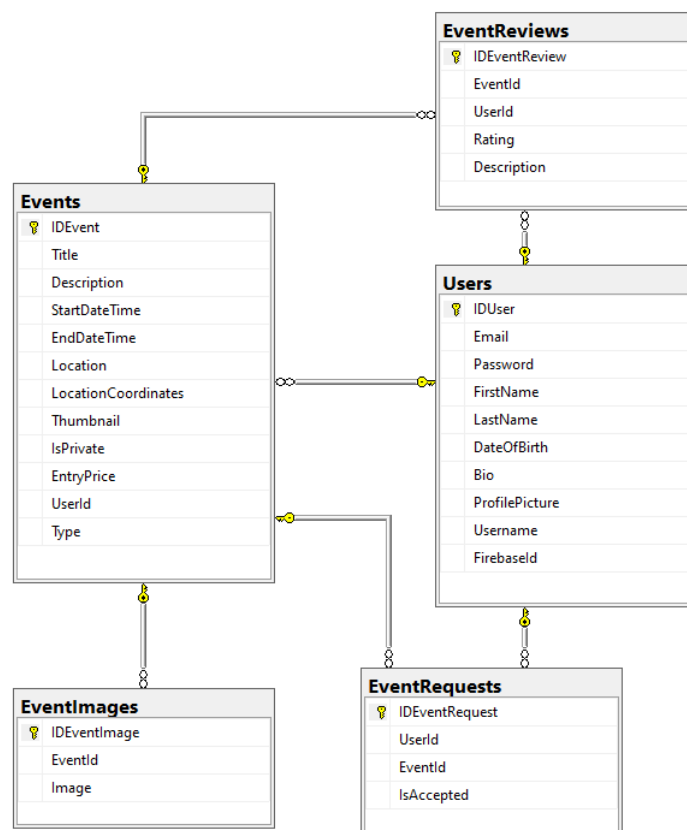 EventReviews
IDEventReview
EventId
UserId
Rating
Description
Events
IDEvent
Title
Description
StartDateTime
EndDateTime
Location
LocationCoordinates
Thumbnail
IsPrivate
EntryPrice
UserId
Type
Users
IDUser
Email
Password
FirstName
LastName
DateOfBirth
Bio
ProfilePicture
Username
FirebaseId
EventImages
IDEventImage
EventId
Image
EventRequests
IDEventRequest
UserId
EventId
IsAccepted